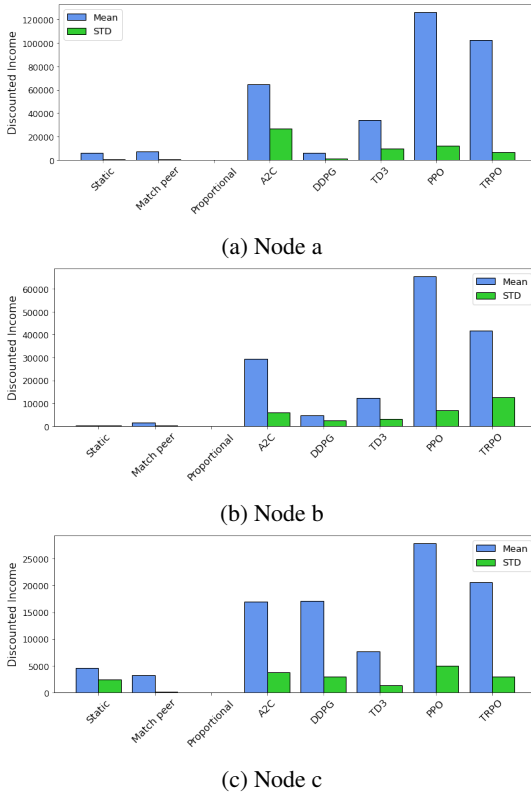 Discounted Income
120000
100000
80000
60000
40000
20000
0
Mean
STD
Static
Match peer
Proportional
A2C
DDPG
TD3
PPO
TRPO
(a) Node a
Discounted Income
60000
50000
40000
30000
20000
10000
0
Mean
STD
Static
Match peer
Proportional
A2C
DDPG
TD3
PPO
TRPO
(b) Node b
Discounted Income
25000
20000
15000
10000
5000
0
Mean
STD
Static
Match peer
Proportional
A2C
DDPG
TD3
PPO
TRPO
(c) Node c